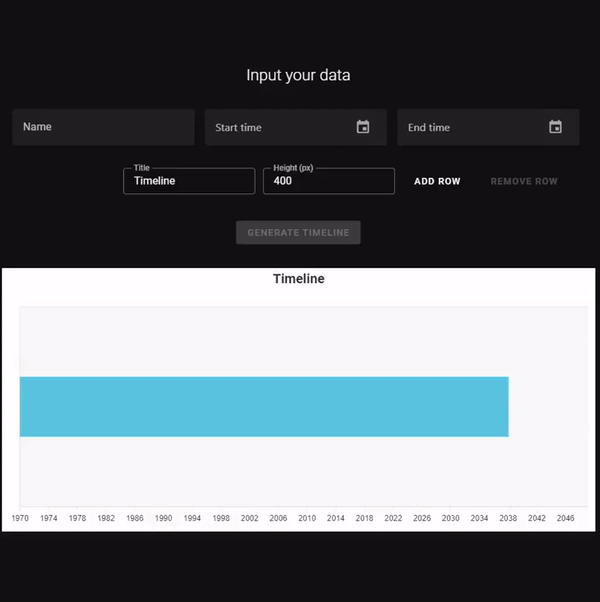 Input your data
Name Start time End time
Title Height (px)
Timeline 400 ADD ROW REMOVE ROW
GENERATE TIMELINE
Timeline
1970 1974 1978 1982 1986 1990 1994 1998 2002 2006 2010 2014 2018 2022 2026 2030 2034 2038 2042 2046